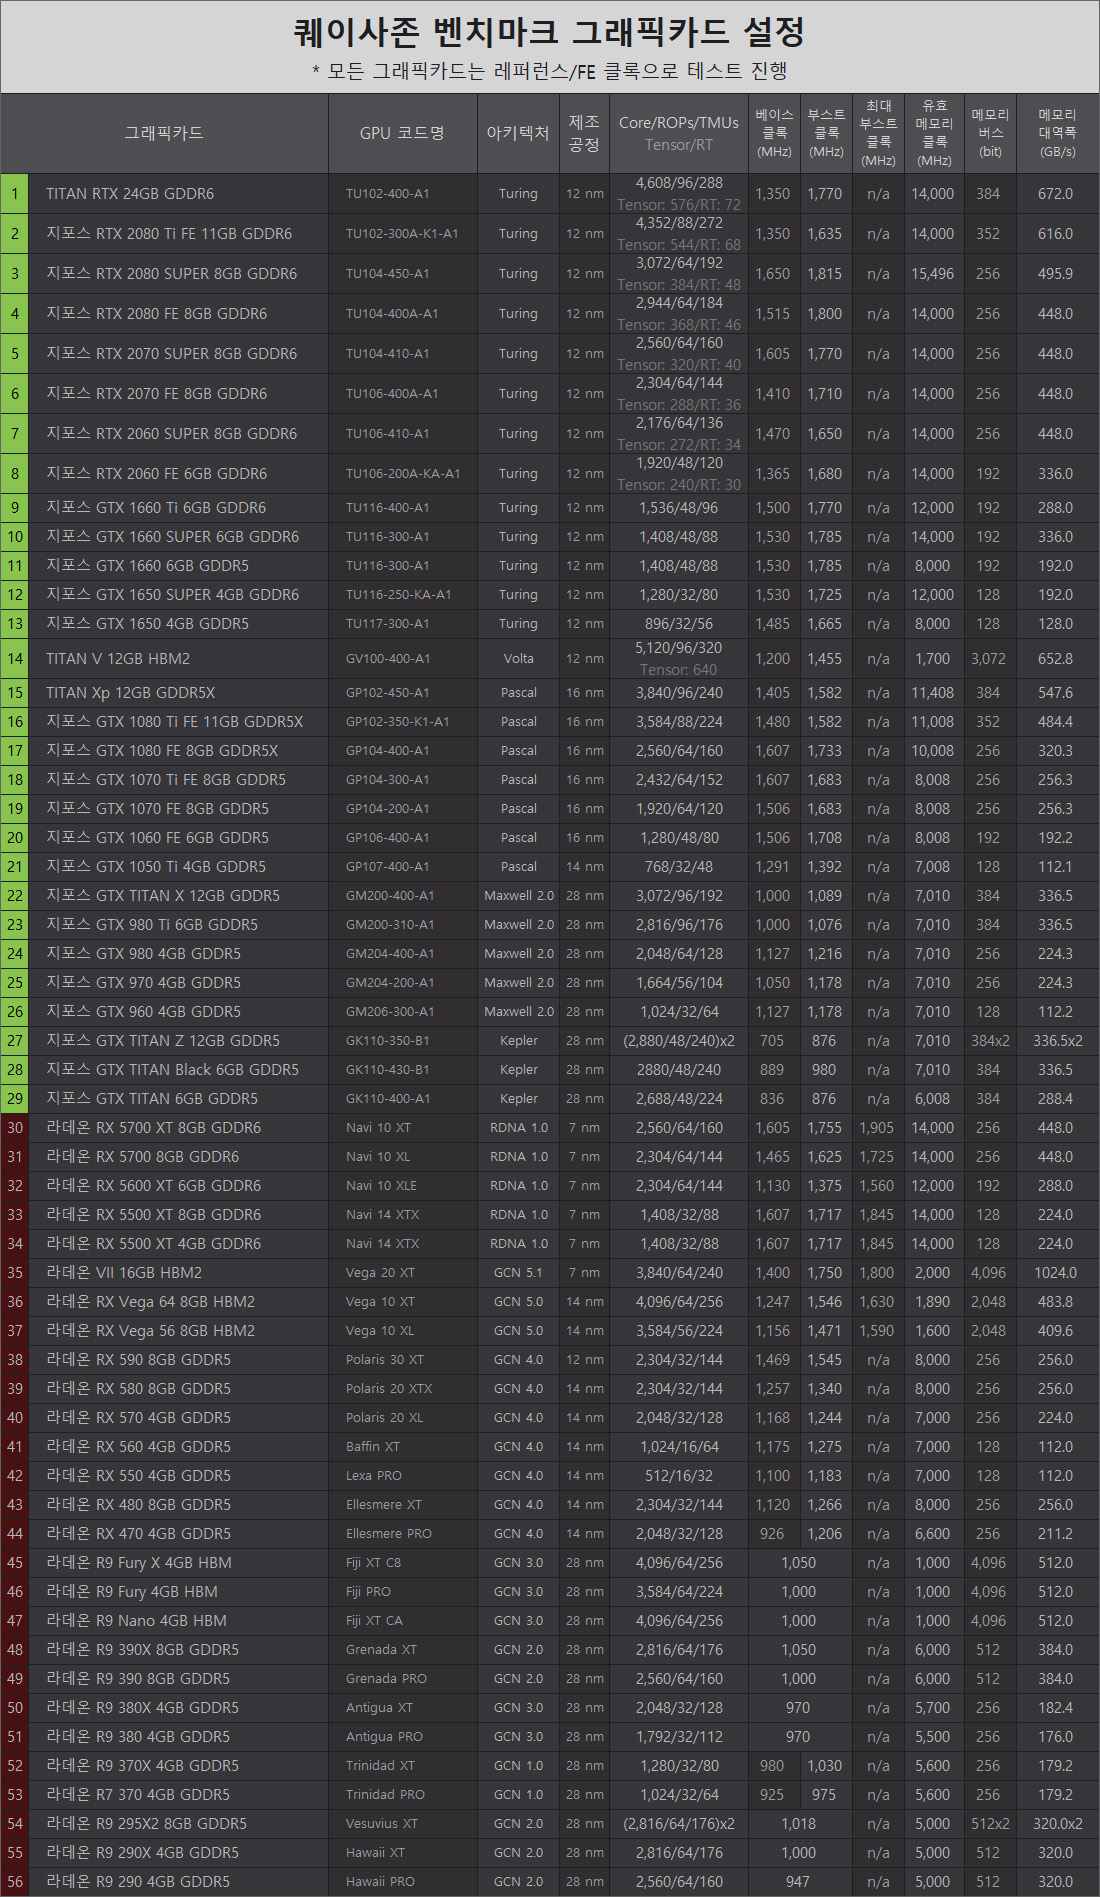 퀘이사존 벤치마크 그래픽카드 설정
* 모든 그래픽카드는 레퍼런스/FE 클록으로 테스트 진행
그래픽카드 GPU 코드명 아키텍처 제조 공정 Core/ROPs/TMUs Tensor/RT 베이스 클록 (MHz) 부스트 클록 (MHz) 최대 부스트 클록 (MHz) 유효 메모리 클록 (MHz) 메모리 버스 (bit) 메모리 대역폭 (GB/s)
1 TITAN RTX 24GB GDDR6 TU102-400-A1 Turing 12 nm 4,608/96/288 Tensor: 576/RT: 72 1,350 1,770 n/a 14,000 384 672.0
2 지포스 RTX 2080 Ti FE 11GB GDDR6 TU102-300A-K1-A1 Turing 12 nm 4,352/88/272 Tensor: 544/RT: 68 1,350 1,635 n/a 14,000 352 616.0
3 지포스 RTX 2080 SUPER 8GB GDDR6 TU104-450-A1 Turing 12 nm 3,072/64/192 Tensor: 384/RT: 48 1,650 1,815 n/a 15,496 256 495.9
4 지포스 RTX 2080 FE 8GB GDDR6 TU104-400A-A1 Turing 12 nm 2,944/64/184 Tensor: 368/RT: 46 1,515 1,800 n/a 14,000 256 448.0
5 지포스 RTX 2070 SUPER 8GB GDDR6 TU104-410-A1 Turing 12 nm 2,560/64/160 Tensor: 320/RT: 40 1,605 1,770 n/a 14,000 256 448.0
6 지포스 RTX 2070 FE 8GB GDDR6 TU106-400A-A1 Turing 12 nm 2,304/64/144 Tensor: 288/RT: 36 1,410 1,710 n/a 14,000 256 448.0
7 지포스 RTX 2060 SUPER 8GB GDDR6 TU106-410-A1 Turing 12 nm 2,176/64/136 Tensor: 272/RT: 34 1,470 1,650 n/a 14,000 256 448.0
8 지포스 RTX 2060 FE 6GB GDDR6 TU106-200A-KA-A1 Turing 12 nm 1,920/48/120 Tensor: 240/RT: 30 1,365 1,680 n/a 14,000 192 336.0
9 지포스 GTX 1660 Ti 6GB GDDR6 TU116-400-A1 Turing 12 nm 1,536/48/96 1,500 1,770 n/a 12,000 192 288.0
10 지포스 GTX 1660 SUPER 6GB GDDR6 TU116-300-A1 Turing 12 nm 1,408/48/88 1,530 1,785 n/a 14,000 192 336.0
11 지포스 GTX 1660 6GB GDDR5 TU116-300-A1 Turing 12 nm 1,408/48/88 1,530 1,785 n/a 8,000 192 192.0
12 지포스 GTX 1650 SUPER 4GB GDDR6 TU116-250-KA-A1 Turing 12 nm 1,280/32/80 1,530 1,725 n/a 12,000 128 192.0
13 지포스 GTX 1650 4GB GDDR5 TU117-300-A1 Turing 12 nm 896/32/56 1,485 1,665 n/a 8,000 128 128.0
14 TITAN V 12GB HBM2 GV100-400-A1 Volta 12 nm 5,120/96/320 Tensor: 640 1,200 1,455 n/a 1,700 3,072 652.8
15 TITAN Xp 12GB GDDR5X GP102-450-A1 Pascal 16 nm 3,840/96/240 1,405 1,582 n/a 11,408 384 547.6
16 지포스 GTX 1080 Ti FE 11GB GDDR5X GP102-350-K1-A1 Pascal 16 nm 3,584/88/224 1,480 1,582 n/a 11,008 352 484.4
17 지포스 GTX 1080 FE 8GB GDDR5X GP104-400-A1 Pascal 16 nm 2,560/64/160 1,607 1,733 n/a 10,008 256 320.3
18 지포스 GTX 1070 Ti FE 8GB GDDR5 GP104-300-A1 Pascal 16 nm 2,432/64/152 1,607 1,683 n/a 8,008 256 256.3
19 지포스 GTX 1070 FE 8GB GDDR5 GP104-200-A1 Pascal 16 nm 1,920/64/120 1,506 1,683 n/a 8,008 256 256.3
20 지포스 GTX 1060 FE 6GB GDDR5 GP106-400-A1 Pascal 16 nm 1,280/48/80 1,506 1,708 n/a 8,008 192 192.2
21 지포스 GTX 1050 Ti 4GB GDDR5 GP107-400-A1 Pascal 14 nm 768/32/48 1,291 1,392 n/a 7,008 128 112.1
22 지포스 GTX TITAN X 12GB GDDR5 GM200-400-A1 Maxwell 2.0 28 nm 3,072/96/192 1,000 1,089 n/a 7,010 384 336.5
23 지포스 GTX 980 Ti 6GB GDDR5 GM200-310-A1 Maxwell 2.0 28 nm 2,816/96/176 1,000 1,076 n/a 7,010 384 336.5
24 지포스 GTX 980 4GB GDDR5 GM204-400-A1 Maxwell 2.0 28 nm 2,048/64/128 1,127 1,216 n/a 7,010 256 224.3
25 지포스 GTX 970 4GB GDDR5 GM204-200-A1 Maxwell 2.0 28 nm 1,664/56/104 1,050 1,178 n/a 7,010 256 224.3
26 지포스 GTX 960 4GB GDDR5 GM206-300-A1 Maxwell 2.0 28 nm 1,024/32/64 1,127 1,178 n/a 7,010 128 112.2
27 지포스 GTX TITAN Z 12GB GDDR5 GK110-350-B1 Kepler 28 nm (2,880/48/240)x2 705 876 n/a 7,010 384x2 336.5x2
28 지포스 GTX TITAN Black 6GB GDDR5 GK110-430-B1 Kepler 28 nm 2880/48/240 889 980 n/a 7,010 384 336.5
29 지포스 GTX TITAN 6GB GDDR5 GK110-400-A1 Kepler 28 nm 2,688/48/224 836 876 n/a 6,008 384 288.4
30 라데온 RX 5700 XT 8GB GDDR6 Navi 10 XT RDNA 1.0 7 nm 2,560/64/160 1,605 1,755 1,905 14,000 256 448.0
31 라데온 RX 5700 8GB GDDR6 Navi 10 XL RDNA 1.0 7 nm 2,304/64/144 1,465 1,625 1,725 14,000 256 448.0
32 라데온 RX 5600 XT 6GB GDDR6 Navi 10 XLE RDNA 1.0 7 nm 2,304/64/144 1,130 1,375 1,560 12,000 192 288.0
33 라데온 RX 5500 XT 8GB GDDR6 Navi 14 XTX RDNA 1.0 7 nm 1,408/32/88 1,607 1,717 1,845 14,000 128 224.0
34 라데온 RX 5500 XT 4GB GDDR6 Navi 14 XTX RDNA 1.0 7 nm 1,408/32/88 1,607 1,717 1,845 14,000 128 224.0
35 라데온 VII 16GB HBM2 Vega 20 XT GCN 5.1 7 nm 3,840/64/240 1,400 1,750 1,800 2,000 4,096 1024.0
36 라데온 RX Vega 64 8GB HBM2 Vega 10 XT GCN 5.0 14 nm 4,096/64/256 1,247 1,546 1,630 1,890 2,048 483.8
37 라데온 RX Vega 56 8GB HBM2 Vega 10 XL GCN 5.0 14 nm 3,584/56/224 1,156 1,471 1,590 1,600 2,048 409.6
38 라데온 RX 590 8GB GDDR5 Polaris 30 XT GCN 4.0 12 nm 2,304/32/144 1,469 1,545 n/a 8,000 256 256.0
39 라데온 RX 580 8GB GDDR5 Polaris 20 XTX GCN 4.0 14 nm 2,304/32/144 1,257 1,340 n/a 8,000 256 256.0
40 라데온 RX 570 4GB GDDR5 Polaris 20 XL GCN 4.0 14 nm 2,048/32/128 1,168 1,244 n/a 7,000 256 224.0
41 라데온 RX 560 4GB GDDR5 Baffin XT GCN 4.0 14 nm 1,024/16/64 1,175 1,275 n/a 7,000 128 112.0
42 라데온 RX 550 4GB GDDR5 Lexa PRO GCN 4.0 14 nm 512/16/32 1,100 1,183 n/a 7,000 128 112.0
43 라데온 RX 480 8GB GDDR5 Ellesmere XT GCN 4.0 14 nm 2,304/32/144 1,120 1,266 n/a 8,000 256 256.0
44 라데온 RX 470 4GB GDDR5 Ellesmere PRO GCN 4.0 14 nm 2,048/32/128 926 1,206 n/a 6,600 256 211.2
45 라데온 R9 Fury X 4GB HBM Fiji XT C8 GCN 3.0 28 nm 4,096/64/256 1,050 n/a 1,000 4,096 512.0
46 라데온 R9 Fury 4GB HBM Fiji PRO GCN 3.0 28 nm 3,584/64/224 1,000 n/a 1,000 4,096 512.0
47 라데온 R9 Nano 4GB HBM Fiji XT CA GCN 3.0 28 nm 4,096/64/256 1,000 n/a 1,000 4,096 512.0
48 라데온 R9 390X 8GB GDDR5 Grenada XT GCN 2.0 28 nm 2,816/64/176 1,050 n/a 6,000 512 384.0
49 라데온 R9 390 8GB GDDR5 Grenada PRO GCN 2.0 28 nm 2,560/64/160 1,000 n/a 6,000 512 384.0
50 라데온 R9 380X 4GB GDDR5 Antigua XT GCN 3.0 28 nm 2,048/32/128 970 n/a 5,700 256 182.4
51 라데온 R9 380 4GB GDDR5 Antigua PRO GCN 3.0 28 nm 1,792/32/112 970 n/a 5,500 256 176.0
52 라데온 R9 370X 4GB GDDR5 Trinidad XT GCN 1.0 28 nm 1,280/32/80 980 1,030 n/a 5,600 256 179.2
53 라데온 R7 370 4GB GDDR5 Trinidad PRO GCN 1.0 28 nm 1,024/32/64 925 975 n/a 5,600 256 179.2
54 라데온 R9 295X2 8GB GDDR5 Vesuvius XT GCN 2.0 28 nm (2,816/64/176)x2 1,018 n/a 5,000 512x2 320.0x2
55 라데온 R9 290X 4GB GDDR5 Hawaii XT GCN 2.0 28 nm 2,816/64/176 1,000 n/a 5,000 512 320.0
56 라데온 R9 290 4GB GDDR5 Hawaii PRO GCN 2.0 28 nm 2,560/64/160 947 n/a 5,000 512 320.0